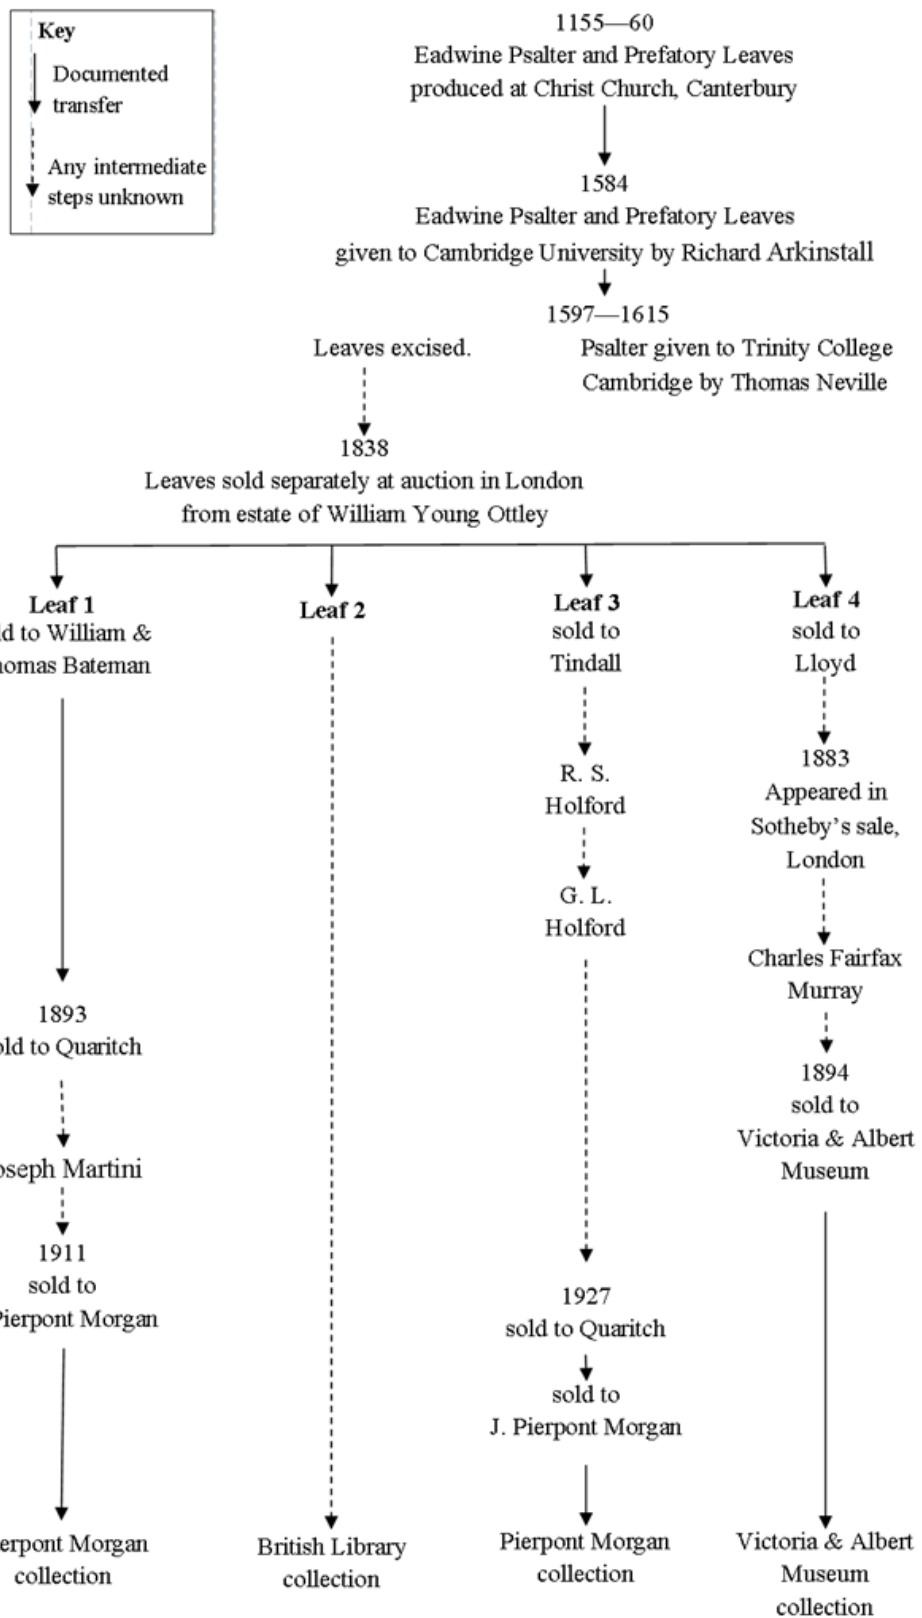 Key
Documented
transfer
Any intermediate
steps unknown
1155—60
Eadwine Psalter and Prefatory Leaves
produced at Christ Church, Canterbury
1584
Eadwine Psalter and Prefatory Leaves
given to Cambridge University by Richard Arkinstall
1597—1615
Leaves excised.
Psalter given to Trinity College
Cambridge by Thomas Neville
1838
Leaves sold separately at auction in London
from estate of William Young Ottley
Leaf 1
ld to William &
homas Bateman
1893
old to Quaritch
oseph Martini
1911
sold to
Pierpont Morgan
erpont Morgan
collection
Leaf 2
British Library
collection
Leaf 3
sold to
Tindall
R. S.
Holford
G. L.
Holford
1927
sold to Quaritch
sold to
J. Pierpont Morgan
Pierpont Morgan
collection
Leaf 4
sold to
Lloyd
1883
Appeared in
Sotheby’s sale,
London
Charles Fairfax
Murray
1894
sold to
Victoria & Albert
Museum
Victoria & Albert
Museum
collection